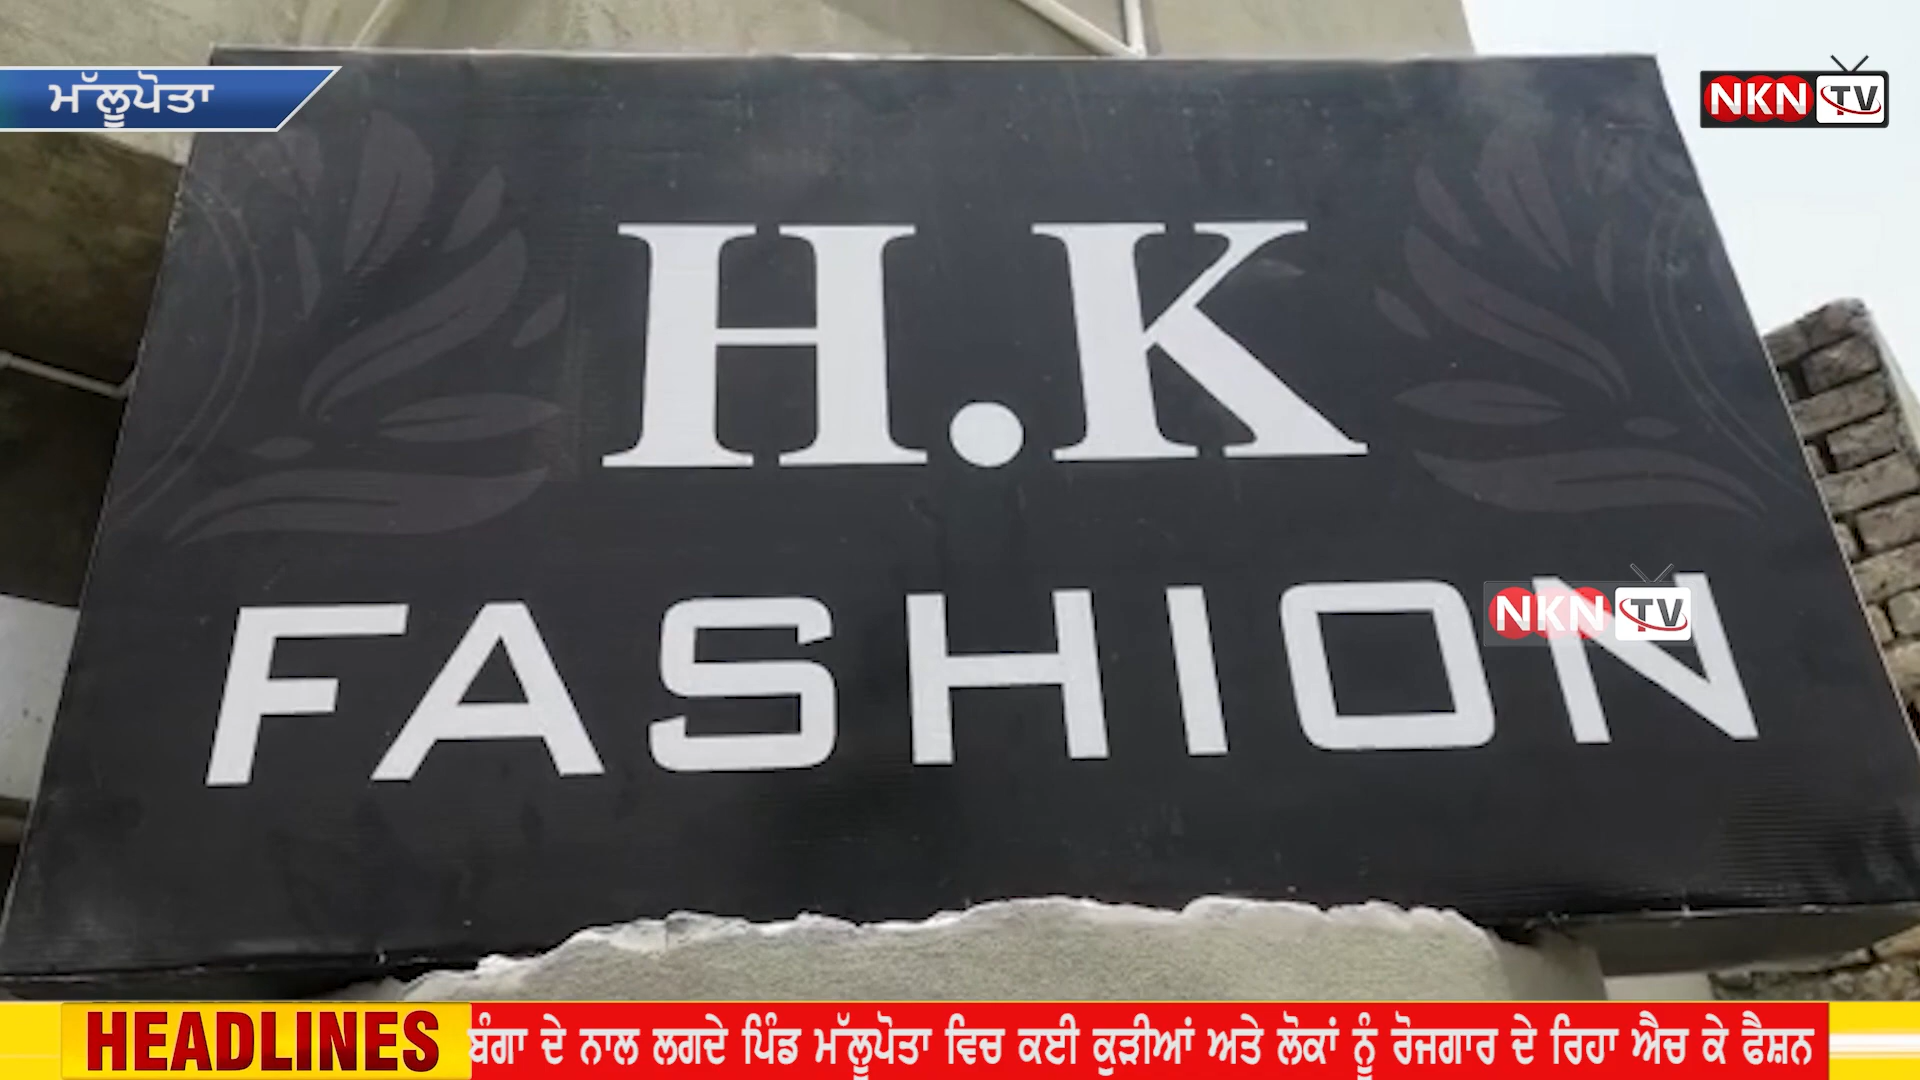 ਮੱਲੂਪੋਤਾ
NKN TV
H.K
FASHION
NKN TV
HEADLINES
ਬੰਗਾ ਦੇ ਨਾਲ ਲਗਦੇ ਪਿੰਡ ਮੱਲੂਪੋਤਾ ਵਿਚ ਕਈ ਕੁੜੀਆਂ ਅਤੇ ਲੋਕਾਂ ਨੂੰ ਰੋਜਗਾਰ ਦੇ ਰਿਹਾ ਐਚ ਕੇ ਫੈਸ਼ਨ